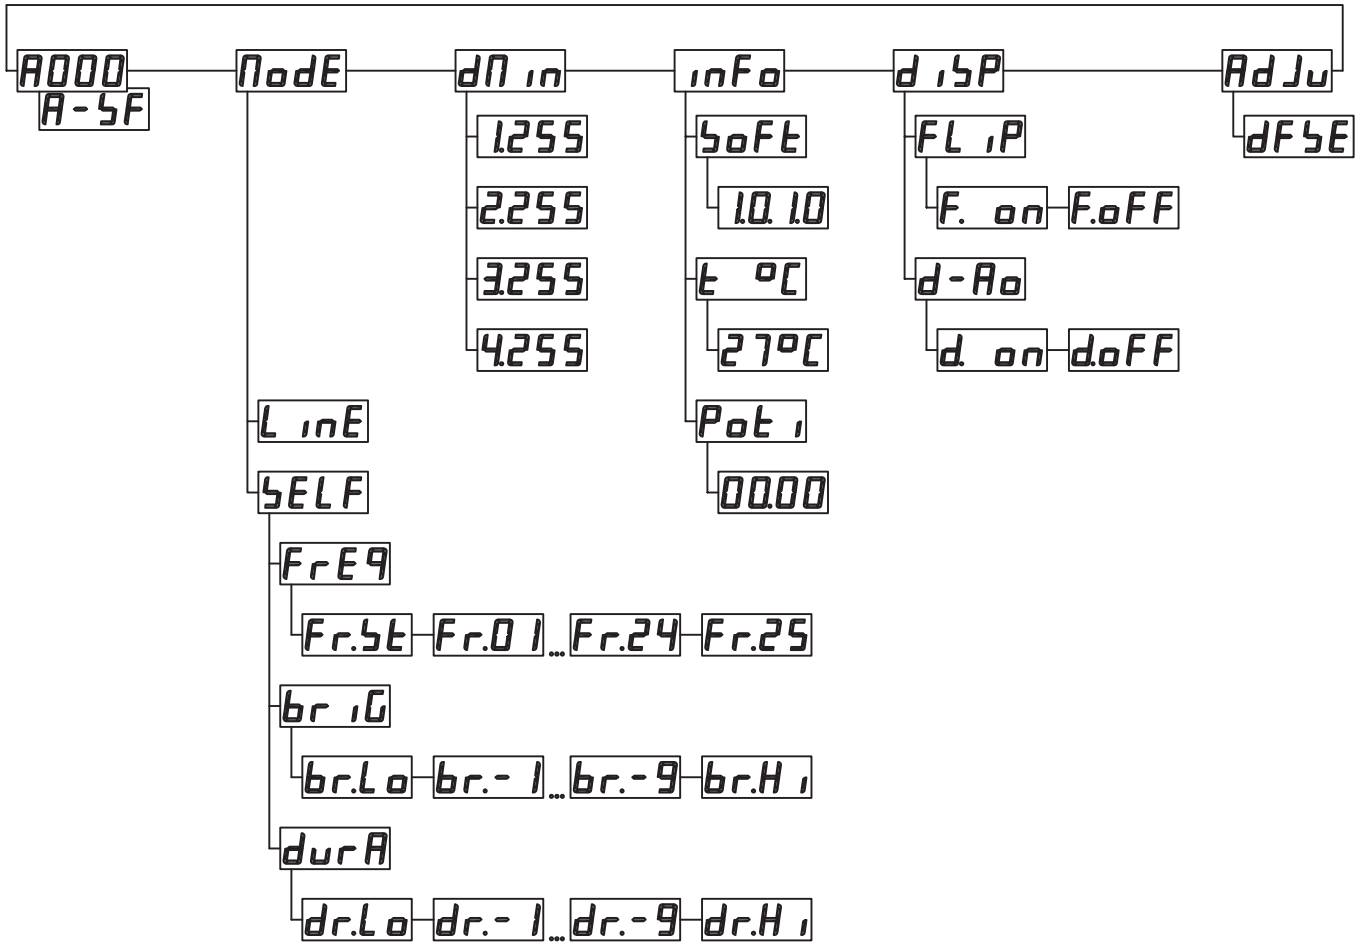 A000 ModE dMin inFo diSP AdJu
A-SF
1.255 SoFt FLiP dFSE
2.255 1.0.1.0 F. on F.oFF
3.255 t °C d-Ao
4.255 27°C d. on d.oFF
LinE Poti
SELF 00.00
FrEq
Fr.St Fr.01 ... Fr.24 Fr.25
briG
br.Lo br.-1 ... br.-9 br.Hi
durA
dr.Lo dr.-1 ... dr.-9 dr.Hi